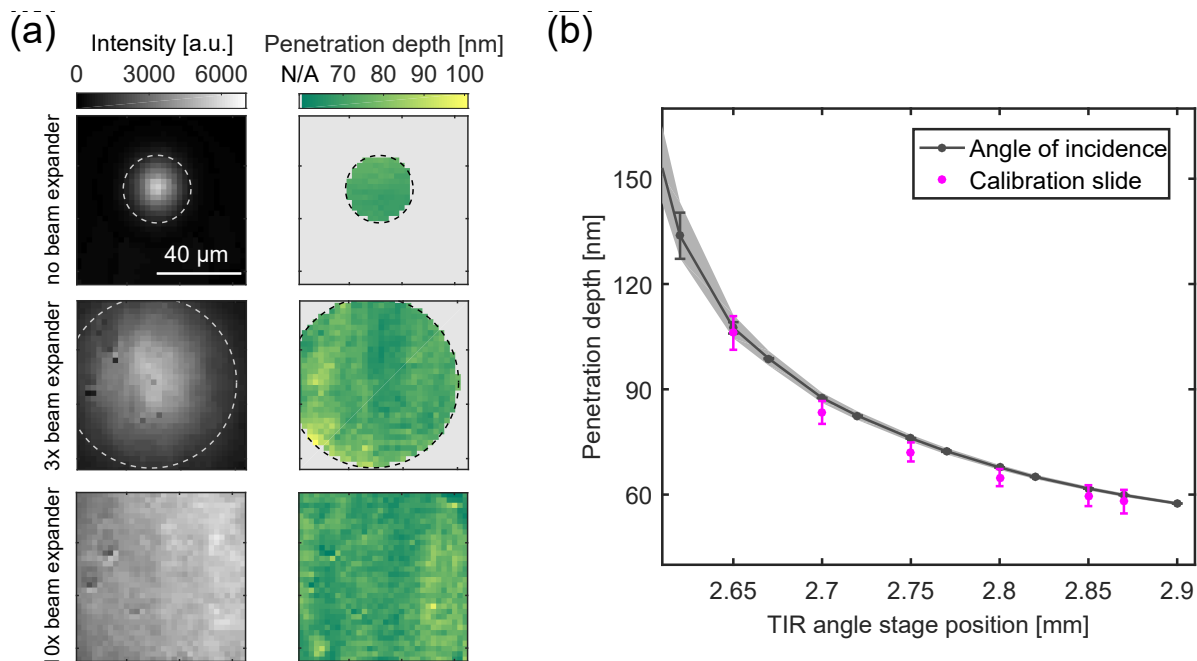 (a)
Intensity [a.u.]
0 3000 6000
Penetration depth [nm]
N/A 70 80 90 100
no beam expander
40 µm
3x beam expander
10x beam expander
(b)
Angle of incidence
Calibration slide
Penetration depth [nm]
150
120
90
60
2.65 2.7 2.75 2.8 2.85 2.9
TIR angle stage position [mm]